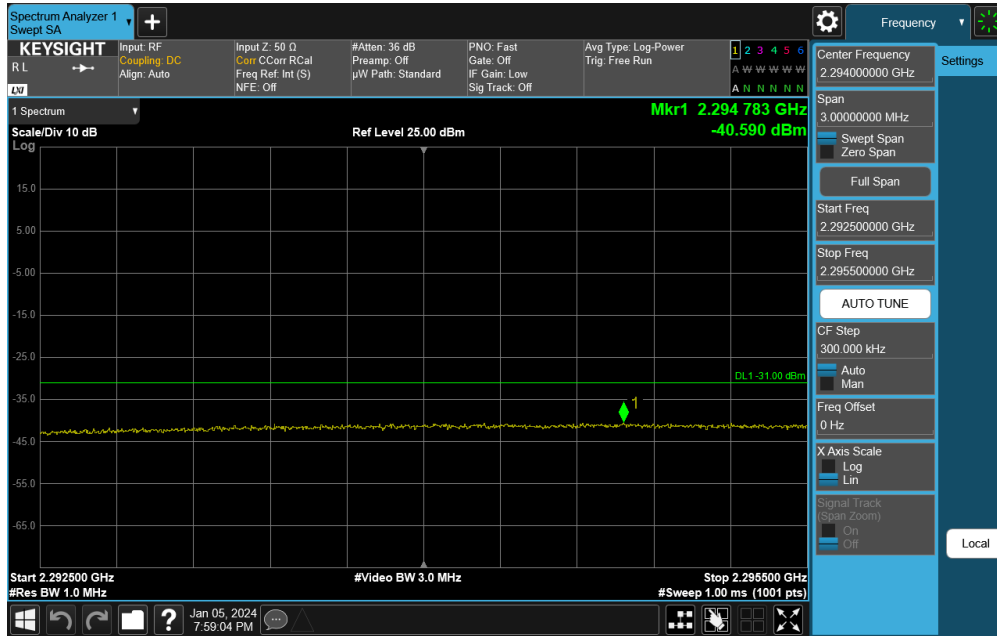 Spectrum Analyzer 1
Swept SA
+
Frequency
KEYSIGHT
R L
LXI
Input: RF
Coupling: DC
Align: Auto
Input Z: 50 Ω
Corr CCorr RCal
Freq Ref: Int (S)
NFE: Off
#Atten: 36 dB
Preamp: Off
µW Path: Standard
PNO: Fast
Gate: Off
IF Gain: Low
Sig Track: Off
Avg Type: Log-Power
Trig: Free Run
1 2 3 4 5 6
A W W W W W
A N N N N N
1 Spectrum
Scale/Div 10 dB
Log
Ref Level 25.00 dBm
Mkr1 2.294 783 GHz
-40.590 dBm
15.0
5.00
-5.00
-15.0
-25.0
DL1 -31.00 dBm
-35.0
1
-45.0
-55.0
-65.0
Start 2.292500 GHz
#Video BW 3.0 MHz
Stop 2.295500 GHz
#Res BW 1.0 MHz
#Sweep 1.00 ms (1001 pts)
?
Jan 05, 2024
7:59:04 PM
Center Frequency
2.294000000 GHz
Settings
Span
3.00000000 MHz
Swept Span
Zero Span
Full Span
Start Freq
2.292500000 GHz
Stop Freq
2.295500000 GHz
AUTO TUNE
CF Step
300.000 kHz
Auto
Man
Freq Offset
0 Hz
X Axis Scale
Log
Lin
Signal Track
(Span Zoom)
On
Off
Local